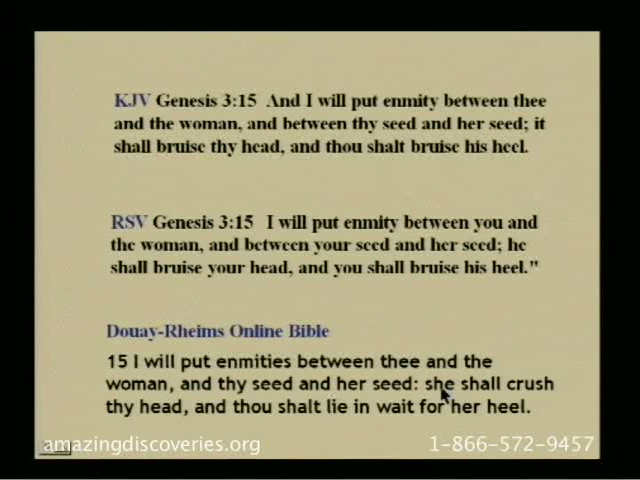 KJV Genesis 3:15 And I will put enmity between thee
and the woman, and between thy seed and her seed; it
shall bruise thy head, and thou shalt bruise his heel.
RSV Genesis 3:15 I will put enmity between you and
the woman, and between your seed and her seed; he
shall bruise your head, and you shall bruise his heel."
Douay-Rheims Online Bible
15 I will put enmities between thee and the
woman, and thy seed and her seed: she shall crush
thy head, and thou shalt lie in wait for her heel.
amazingdiscoveries.org 1-866-572-9457